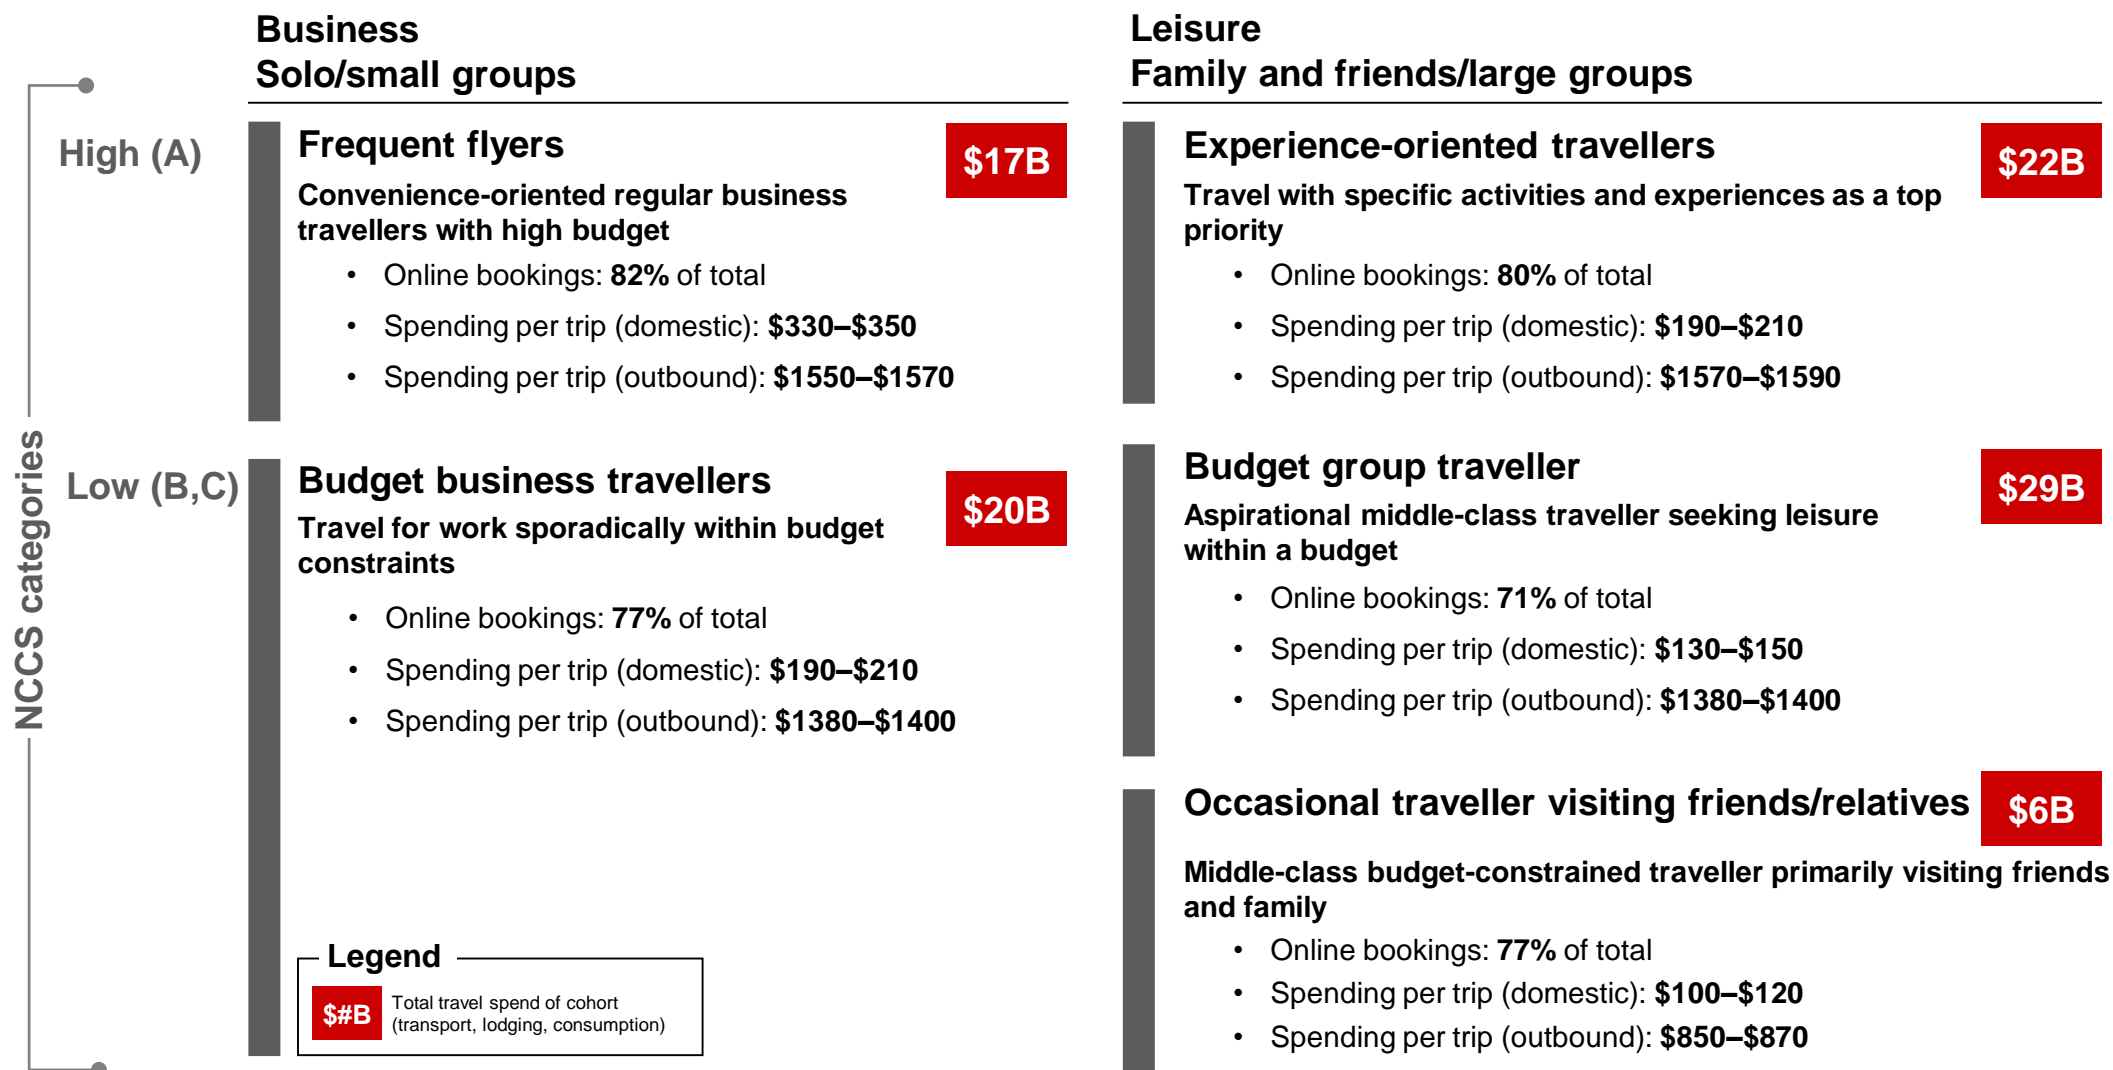 Business
Solo/small groups
Leisure
Family and friends/large groups
NCCS categories
High (A)
Frequent flyers
$17B
Convenience-oriented regular business
travellers with high budget
• Online bookings: 82% of total
• Spending per trip (domestic): $330–$350
• Spending per trip (outbound): $1550–$1570
Experience-oriented travellers
$22B
Travel with specific activities and experiences as a top
priority
• Online bookings: 80% of total
• Spending per trip (domestic): $190–$210
• Spending per trip (outbound): $1570–$1590
Low (B,C)
Budget business travellers
$20B
Travel for work sporadically within budget
constraints
• Online bookings: 77% of total
• Spending per trip (domestic): $190–$210
• Spending per trip (outbound): $1380–$1400
Budget group traveller
$29B
Aspirational middle-class traveller seeking leisure
within a budget
• Online bookings: 71% of total
• Spending per trip (domestic): $130–$150
• Spending per trip (outbound): $1380–$1400
Occasional traveller visiting friends/relatives
$6B
Middle-class budget-constrained traveller primarily visiting friends
and family
• Online bookings: 77% of total
• Spending per trip (domestic): $100–$120
• Spending per trip (outbound): $850–$870
Legend
$#B
Total travel spend of cohort
(transport, lodging, consumption)